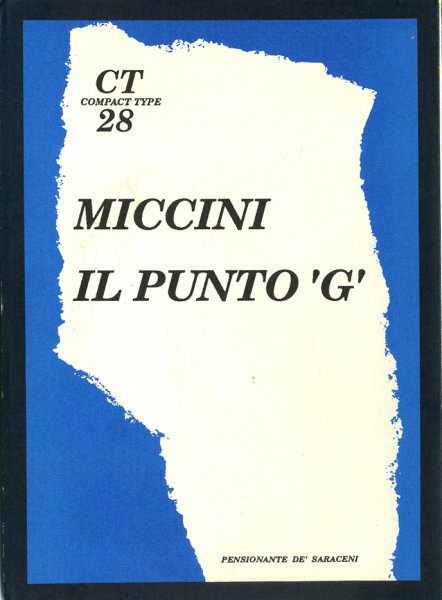 CT
COMPACT TYPE
28
MICCINI
IL PUNTO 'G'
PENSIONANTE DE' SARACENI